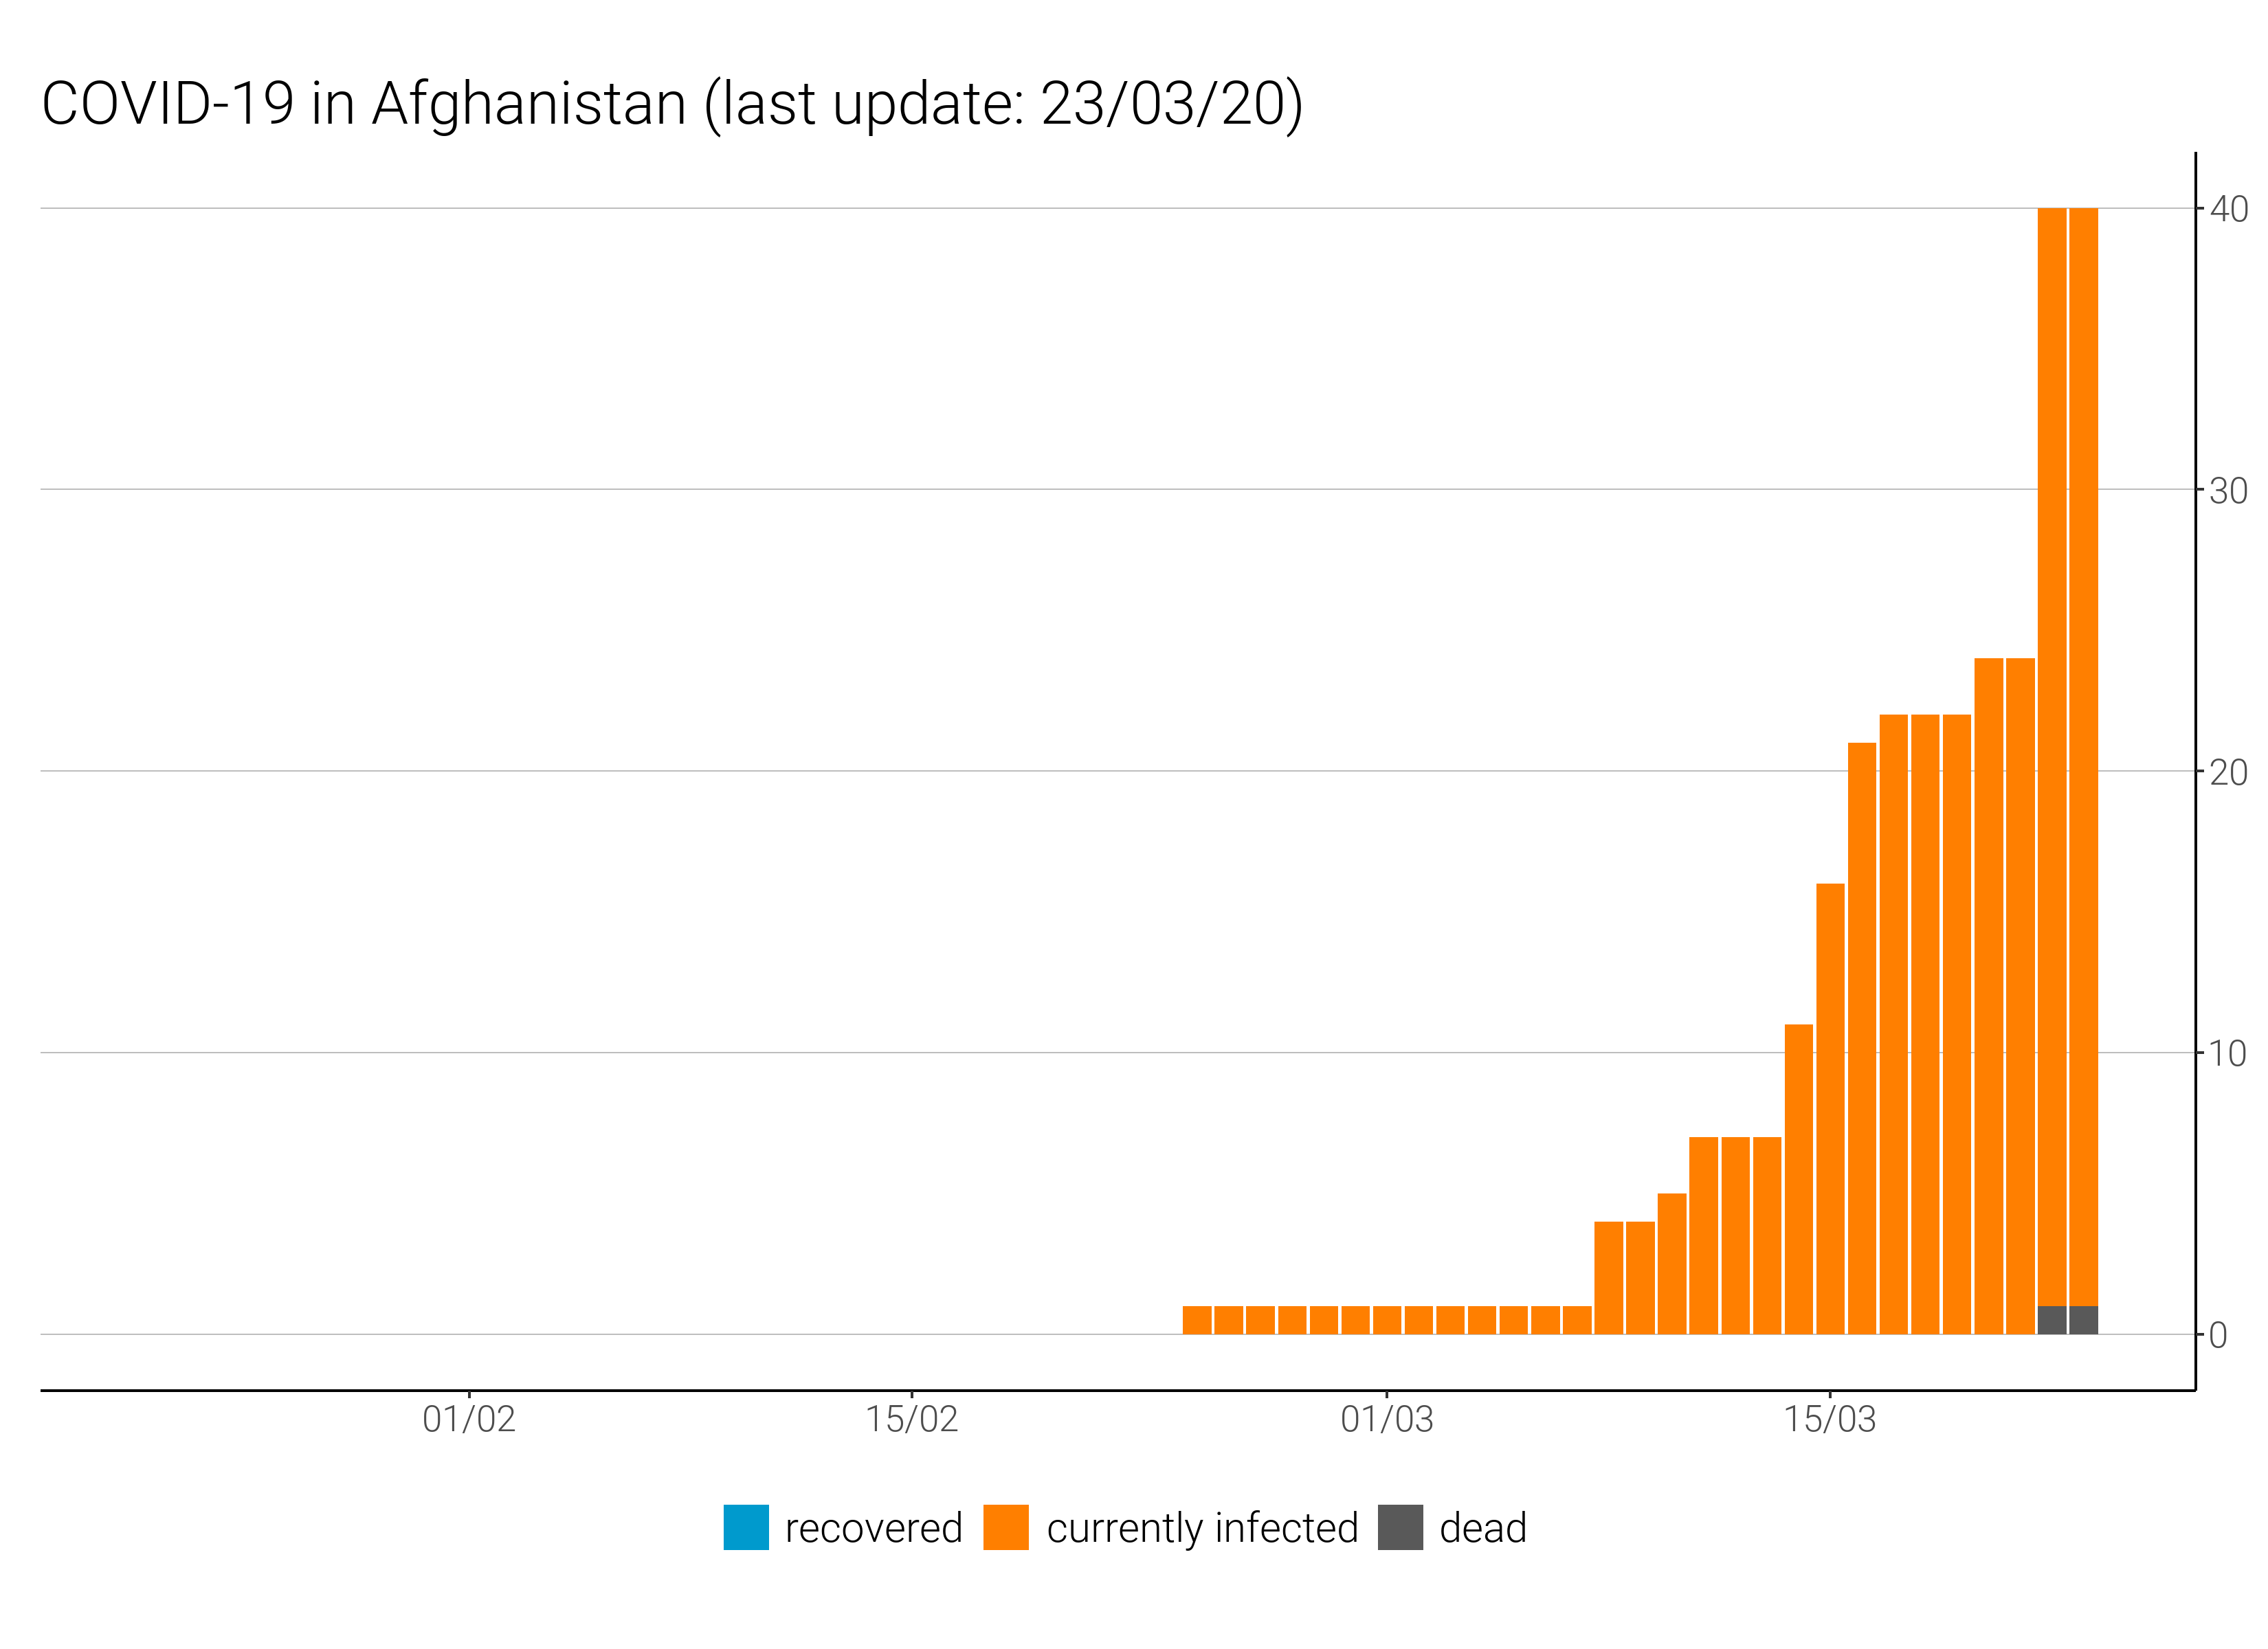 COVID-19 in Afghanistan (last update: 23/03/20)
40
30
20
10
0
01/02 15/02 01/03 15/03
recovered currently infected dead